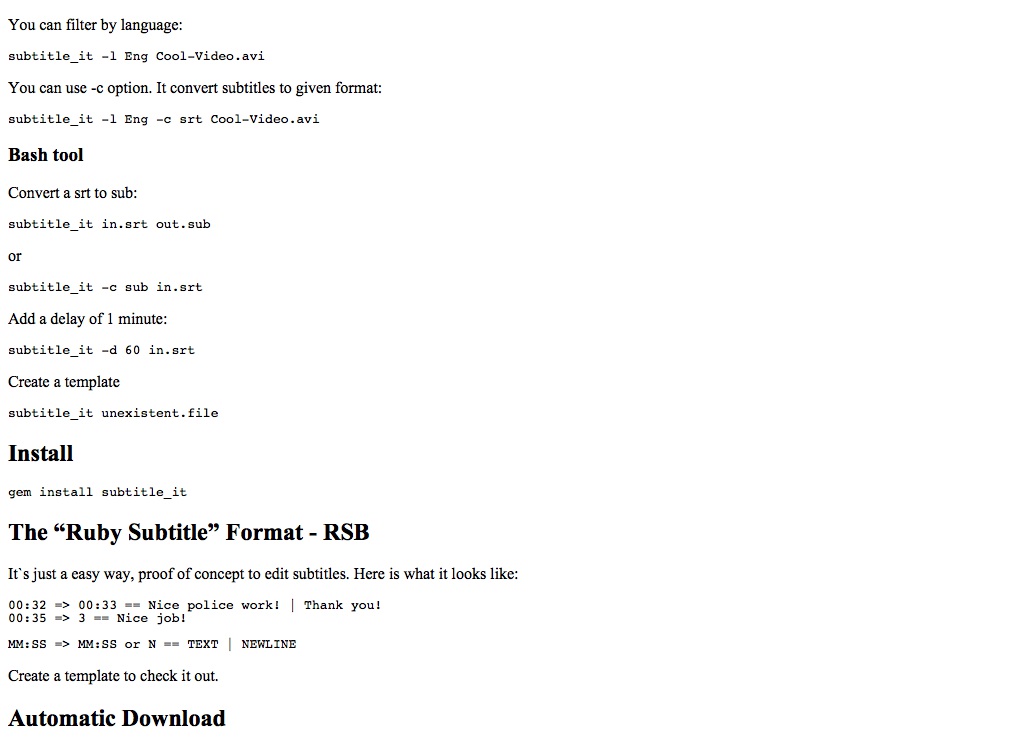 You can filter by language:
subtitle_it -l Eng Cool-Video.avi
You can use -c option. It convert subtitles to given format:
subtitle_it -l Eng -c srt Cool-Video.avi
Bash tool
Convert a srt to sub:
subtitle_it in.srt out.sub
or
subtitle_it -c sub in.srt
Add a delay of 1 minute:
subtitle_it -d 60 in.srt
Create a template
subtitle_it unexistent.file
Install
gem install subtitle_it
The “Ruby Subtitle” Format - RSB
It`s just a easy way, proof of concept to edit subtitles. Here is what it looks like:
00:32 => 00:33 == Nice police work! | Thank you!
00:35 => 3 == Nice job!
MM:SS => MM:SS or N == TEXT | NEWLINE
Create a template to check it out.
Automatic Download